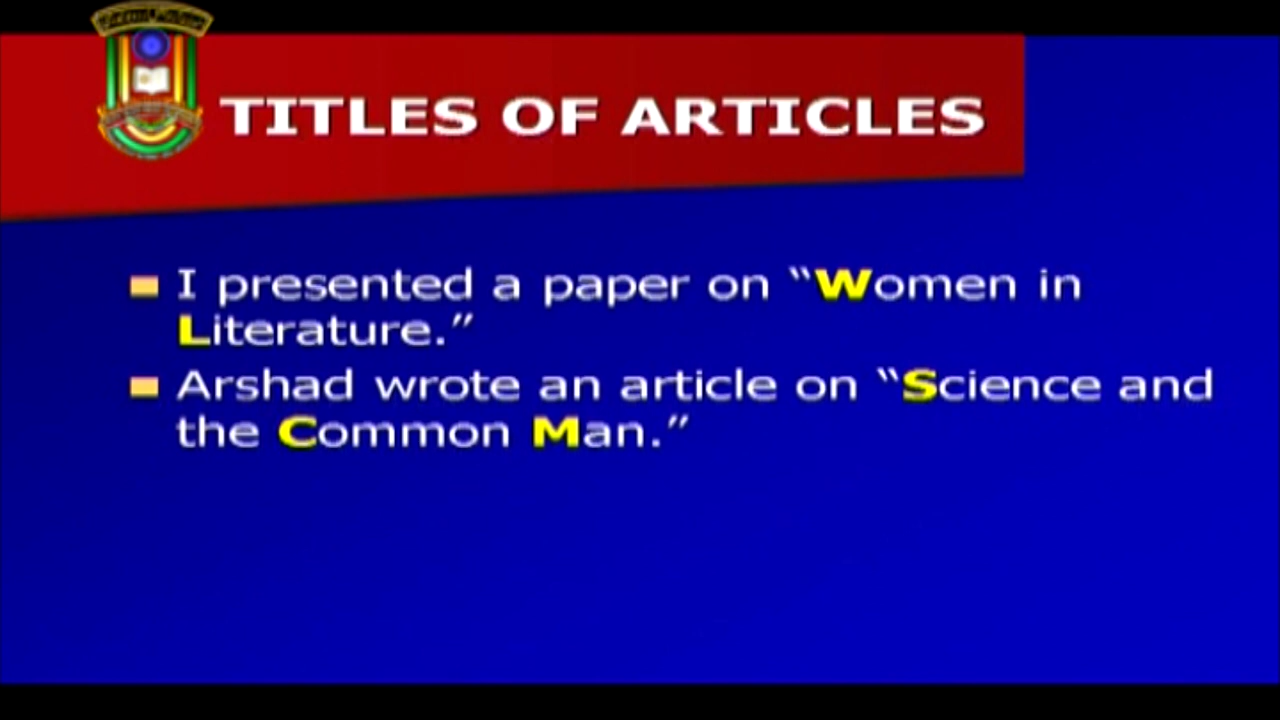 TITLES OF ARTICLES
I presented a paper on “Women in
Literature.”
Arshad wrote an article on “Science and
the Common Man.”